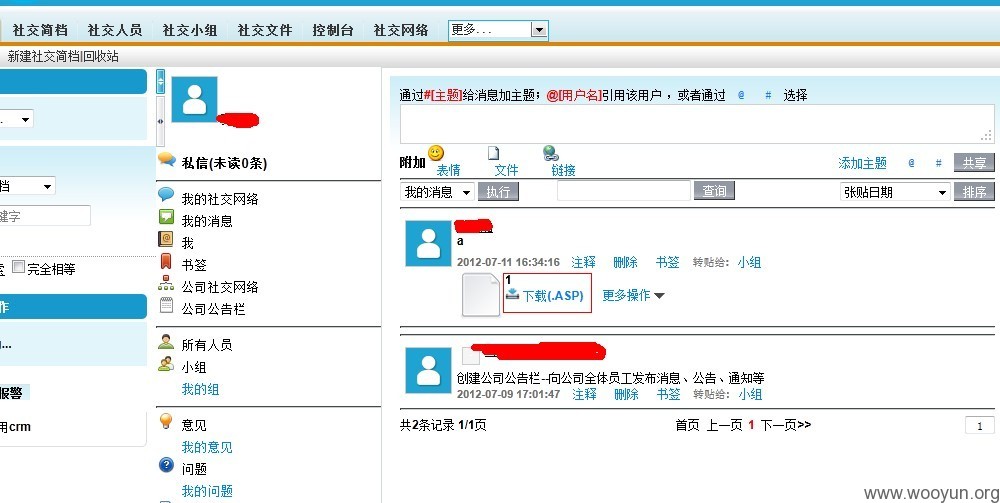 社交简档 社交人员 社交小组 社交文件 控制台 社交网络 更多...
新建社交简档|回收站
通过#[主题]给消息加主题；@[用户名]引用该用户，或者通过 @ # 选择
私信(未读0条)
附加 表情 文件 链接
添加主题 @ # 共享
我的消息 执行 查询 张贴日期 排序
我的社交网络
我的消息
我
书签
公司社交网络
公司公告栏
所有人员
小组
我的组
意见
我的意见
问题
我的问题
档
键字
完全相等
作
...
报警
用crm
a
2012-07-11 16:34:16 注释 删除 书签 转贴给: 小组
1
下载(.ASP) 更多操作
创建公司公告栏--向公司全体员工发布消息、公告、通知等
2012-07-09 17:01:47 注释 删除 书签 转贴给: 小组
共2条记录 1/1页 首页 上一页 1 下一页>> 1
www.wooyun.org